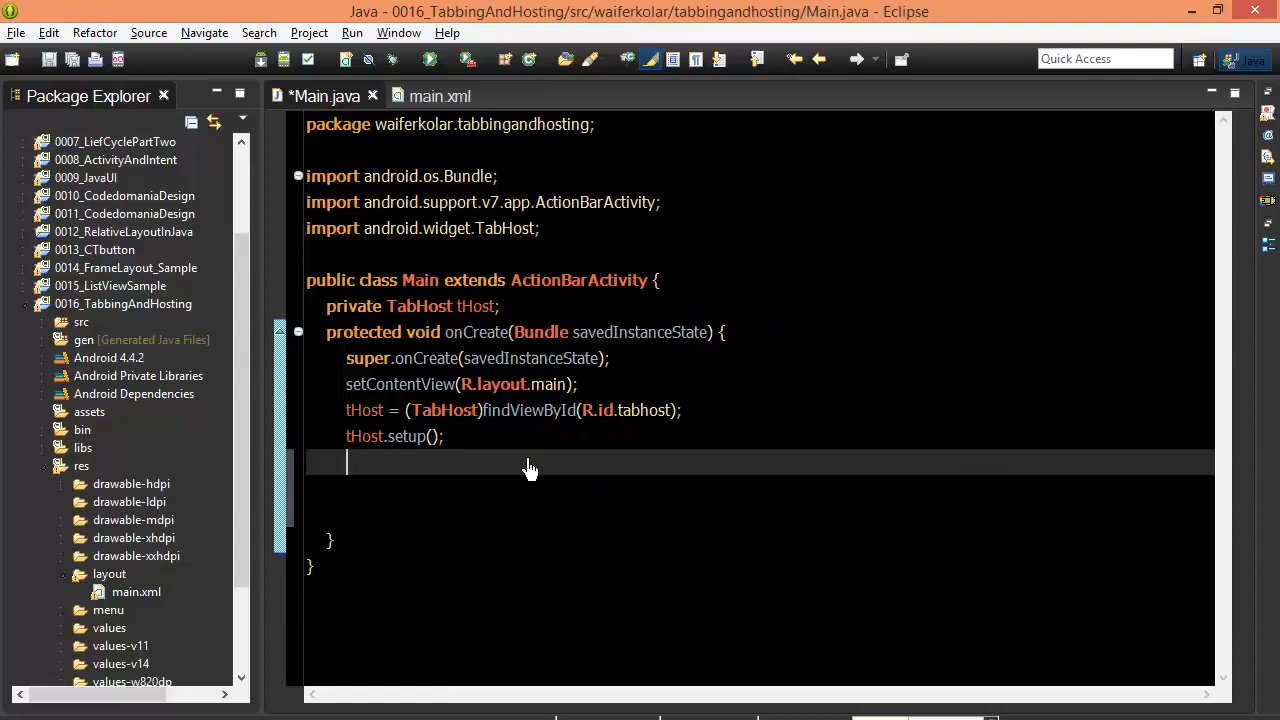 Java - 0016_TabbingAndHosting/src/waiferkolar/tabbingandhosting/Main.java - Eclipse
File Edit Refactor Source Navigate Search Project Run Window Help
Quick Access
Java
Package Explorer
0007_LiefCyclePartTwo
0008_ActivityAndIntent
0009_JavaUI
0010_CodedomaniaDesign
0011_CodedomaniaDesign
0012_RelativeLayoutInJava
0013_CTbutton
0014_FrameLayout_Sample
0015_ListViewSample
0016_TabbingAndHosting
src
gen [Generated Java Files]
Android 4.4.2
Android Private Libraries
Android Dependencies
assets
bin
libs
res
drawable-hdpi
drawable-ldpi
drawable-mdpi
drawable-xhdpi
drawable-xxhdpi
layout
main.xml
menu
values
values-v11
values-v14
values-w820dp
*Main.java
main.xml
package waiferkolar.tabbingandhosting;
import android.os.Bundle;
import android.support.v7.app.ActionBarActivity;
import android.widget.TabHost;
public class Main extends ActionBarActivity {
private TabHost tHost;
protected void onCreate(Bundle savedInstanceState) {
super.onCreate(savedInstanceState);
setContentView(R.layout.main);
tHost = (TabHost)findViewById(R.id.tabhost);
tHost.setup();
}
}